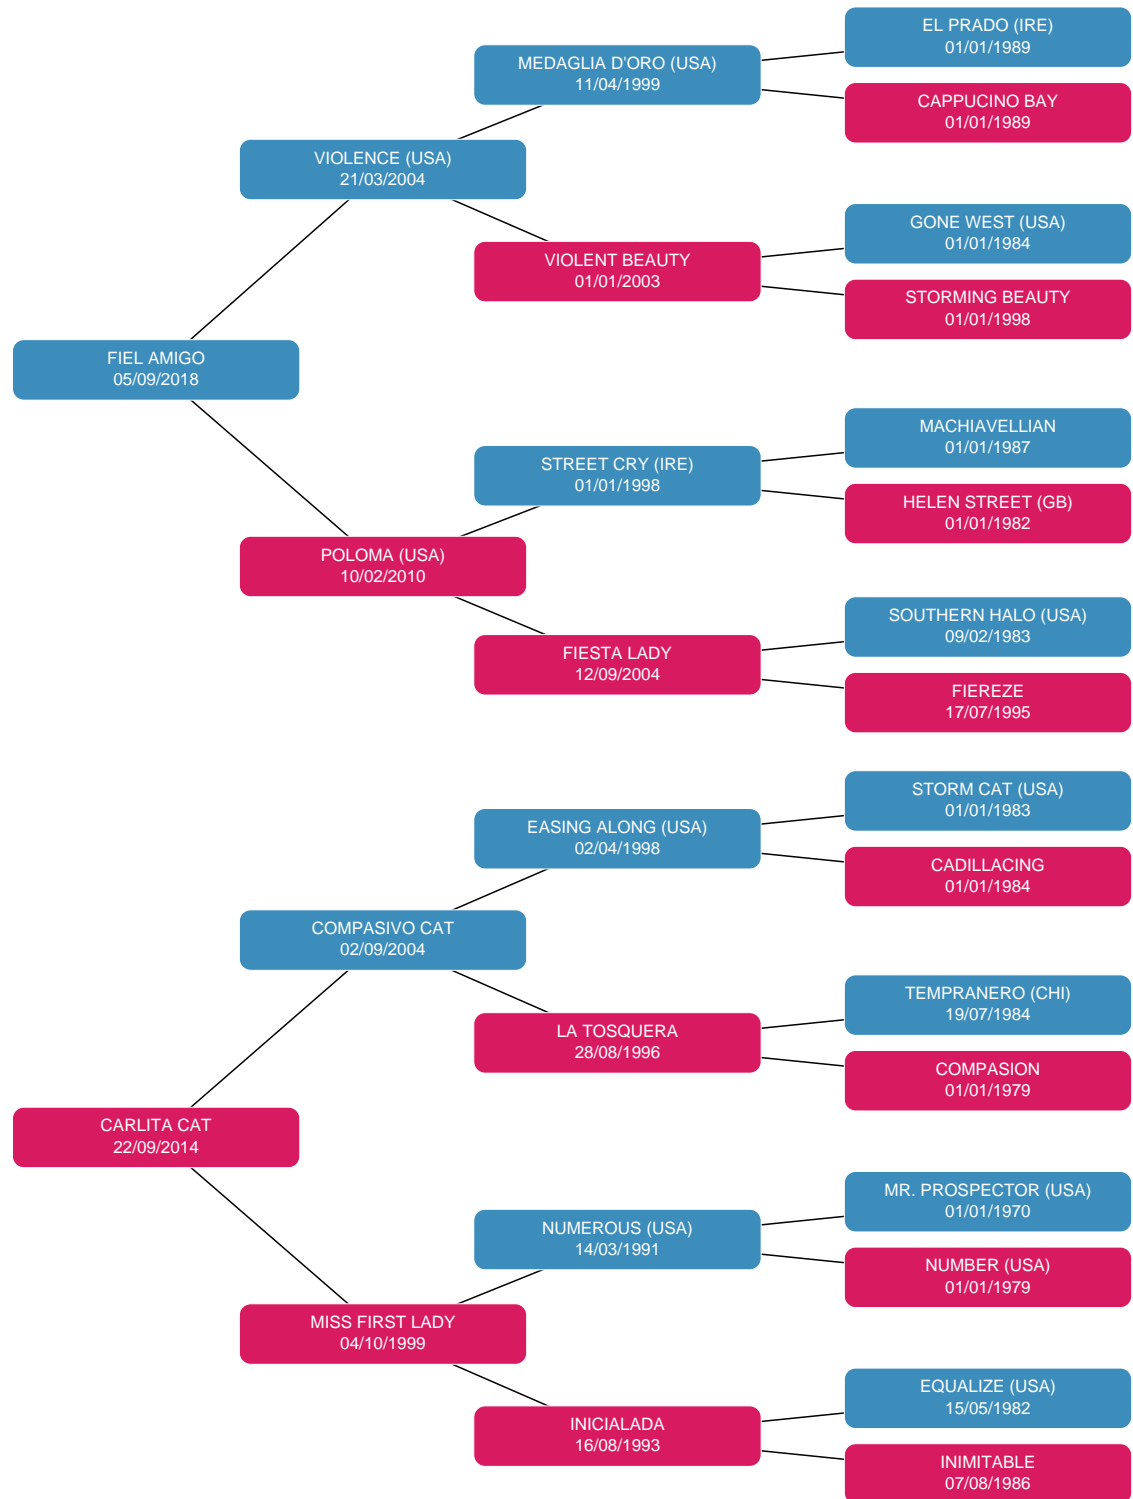 EL PRADO (IRE)
01/01/1989
MEDAGLIA D'ORO (USA)
11/04/1999
CAPPUCINO BAY
01/01/1989
VIOLENCE (USA)
21/03/2004
GONE WEST (USA)
01/01/1984
VIOLENT BEAUTY
01/01/2003
STORMING BEAUTY
01/01/1998
FIEL AMIGO
05/09/2018
MACHIAVELLIAN
01/01/1987
STREET CRY (IRE)
01/01/1998
HELEN STREET (GB)
01/01/1982
POLOMA (USA)
10/02/2010
SOUTHERN HALO (USA)
09/02/1983
FIESTA LADY
12/09/2004
FIEREZE
17/07/1995
STORM CAT (USA)
01/01/1983
EASING ALONG (USA)
02/04/1998
CADILLACING
01/01/1984
COMPASIVO CAT
02/09/2004
TEMPRANERO (CHI)
19/07/1984
LA TOSQUERA
28/08/1996
COMPASION
01/01/1979
CARLITA CAT
22/09/2014
MR. PROSPECTOR (USA)
01/01/1970
NUMEROUS (USA)
14/03/1991
NUMBER (USA)
01/01/1979
MISS FIRST LADY
04/10/1999
EQUALIZE (USA)
15/05/1982
INICIALADA
16/08/1993
INIMITABLE
07/08/1986